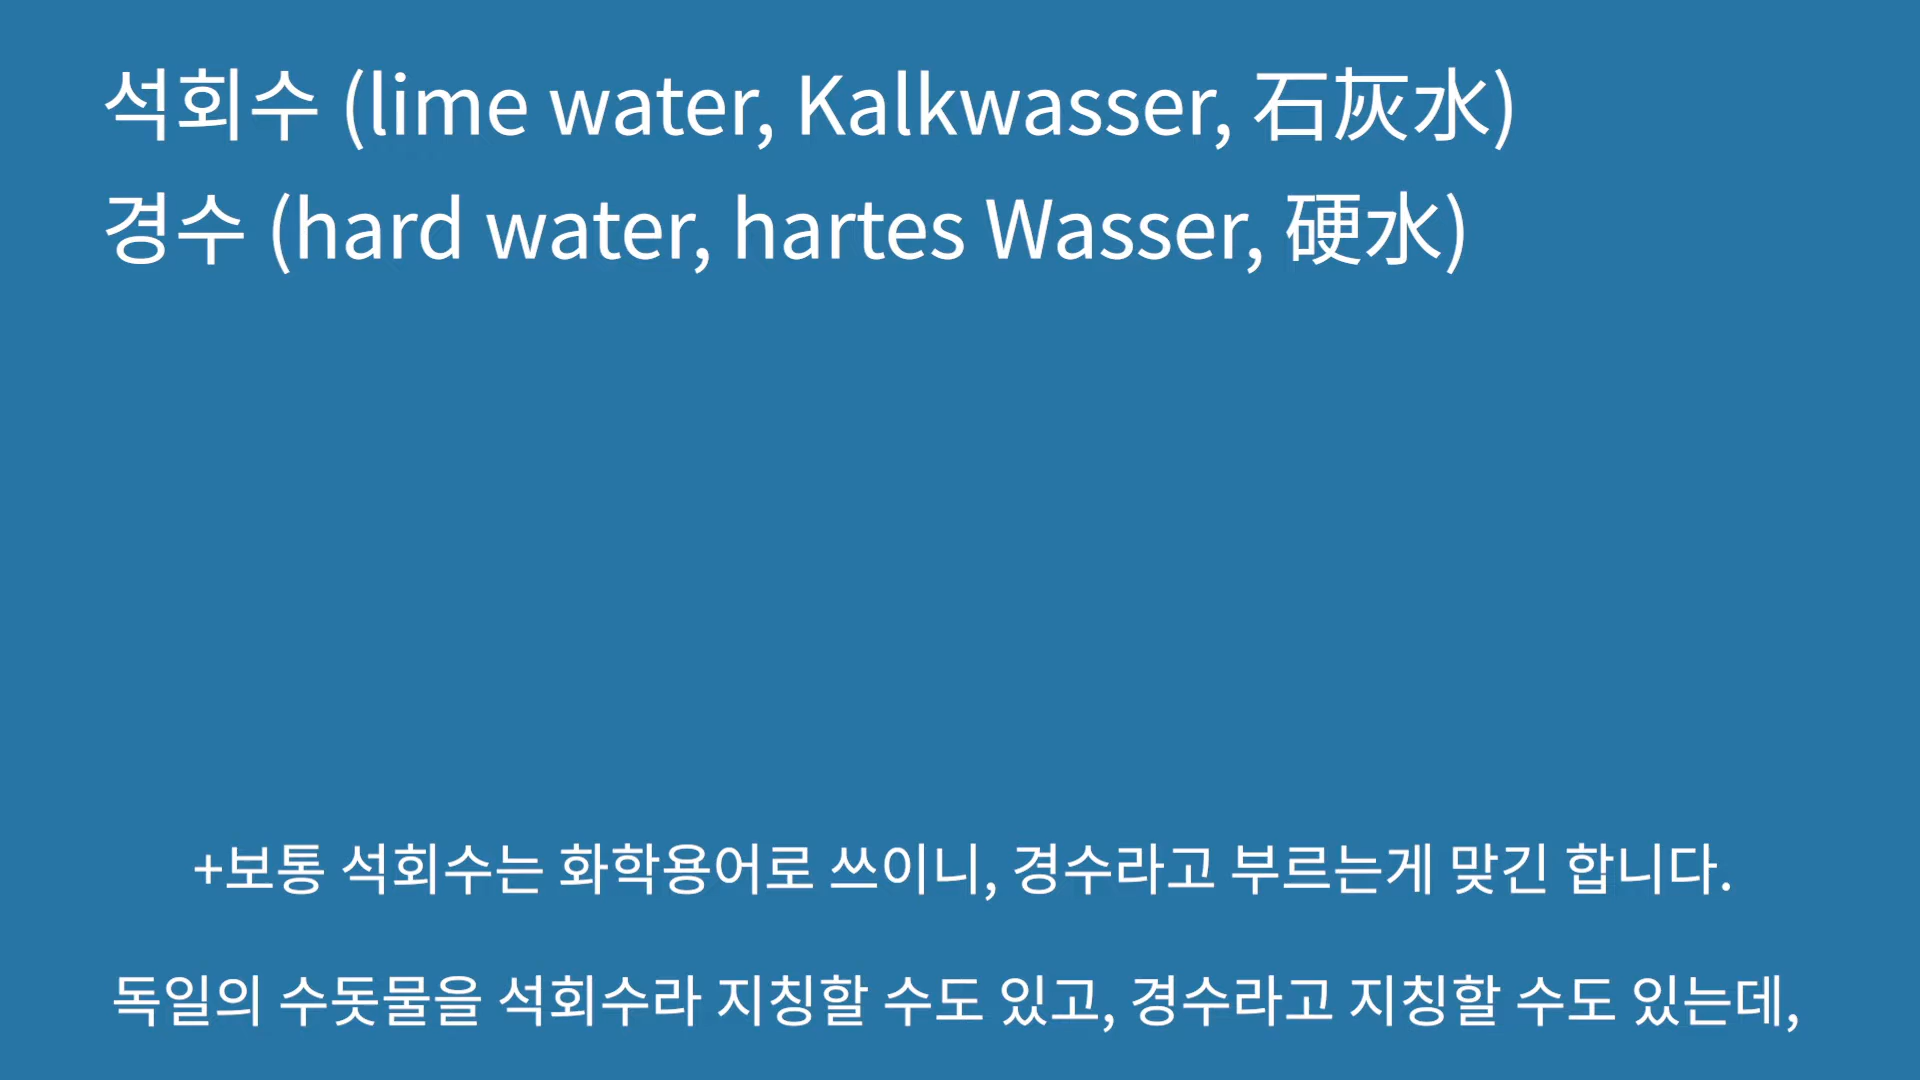 석회수 (lime water, Kalkwasser, 石灰水)
경수 (hard water, hartes Wasser, 硬水)
+보통 석회수는 화학용어로 쓰이니, 경수라고 부르는게 맞긴 합니다.
독일의 수돗물을 석회수라 지칭할 수도 있고, 경수라고 지칭할 수도 있는데,